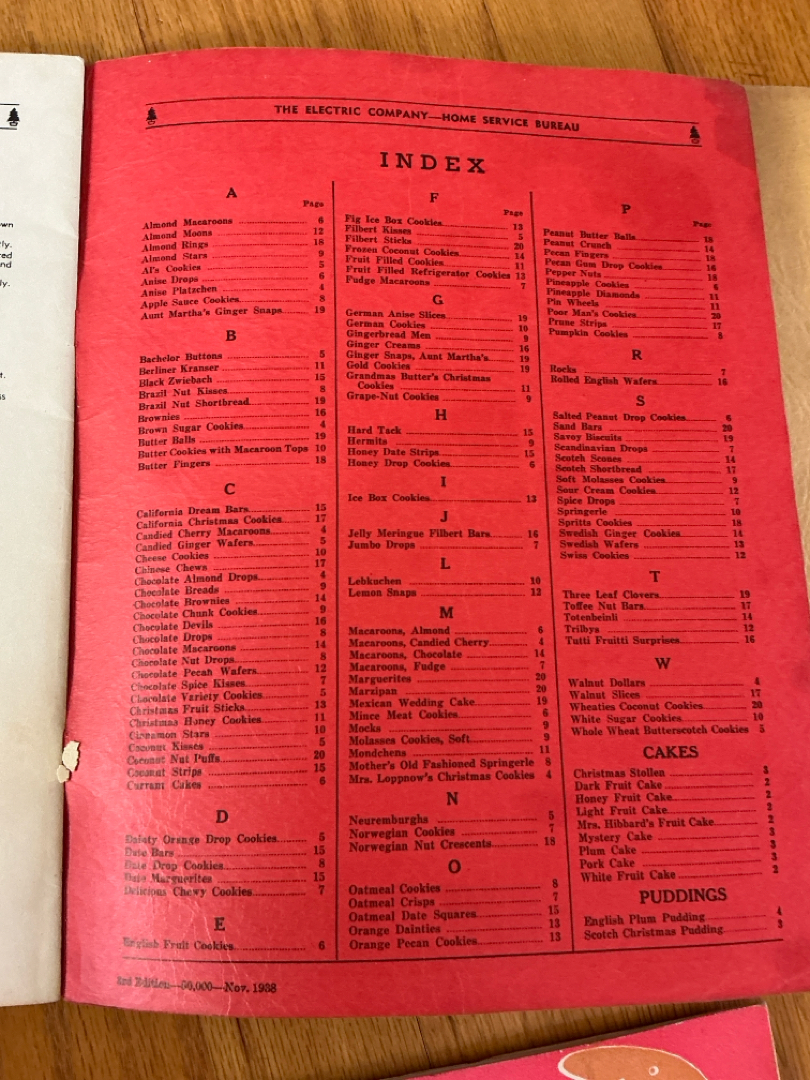 THE ELECTRIC COMPANY—HOME SERVICE BUREAU
INDEX
A
Page
Almond Macaroons 6
Almond Moons 12
Almond Rings 18
Almond Stars 9
Al's Cookies 5
Anise Drops 6
Anise Platzchen 4
Apple Sauce Cookies 8
Aunt Martha's Ginger Snaps 19
B
Bachelor Buttons 5
Berliner Kranser 11
Black Zwiebach 15
Brazil Nut Kisses 8
Brazil Nut Shortbread 19
Brownies 16
Brown Sugar Cookies 4
Butter Balls 19
Butter Cookies with Macaroon Tops 10
Butter Fingers 18
C
California Dream Bars 15
California Christmas Cookies 17
Candied Cherry Macaroons 4
Candied Ginger Wafers 5
Cheese Cookies 10
Chinese Chews 17
Chocolate Almond Drops 4
Chocolate Breads 9
Chocolate Brownies 14
Chocolate Chunk Cookies 9
Chocolate Devils 16
Chocolate Drops 8
Chocolate Macaroons 14
Chocolate Nut Drops 8
Chocolate Pecan Wafers 12
Chocolate Spice Kisses 7
Chocolate Variety Cookies 5
Christmas Fruit Sticks 13
Christmas Honey Cookies 11
Cinnamon Stars 10
Coconut Kisses 5
Coconut Nut Puffs 20
Coconut Strips 15
Currant Cakes 6
D
Dainty Orange Drop Cookies 5
Date Bars 15
Date Drop Cookies 8
Date Marguerites 15
Delicious Chewy Cookies 7
E
English Fruit Cookies 6
F
Page
Fig Ice Box Cookies 13
Filbert Kisses 5
Filbert Sticks 20
Frozen Coconut Cookies 14
Fruit Filled Cookies 11
Fruit Filled Refrigerator Cookies 13
Fudge Macaroons 7
G
German Anise Slices 19
German Cookies 10
Gingerbread Men 9
Ginger Creams 16
Ginger Snaps, Aunt Martha's 19
Gold Cookies 19
Grandmas Butter's Christmas
Cookies 11
Grape-Nut Cookies 9
H
Hard Tack 15
Hermits 9
Honey Date Strips 15
Honey Drop Cookies 6
I
Ice Box Cookies 13
J
Jelly Meringue Filbert Bars 16
Jumbo Drops 7
L
Lebkuchen 10
Lemon Snaps 12
M
Macaroons, Almond 6
Macaroons, Candied Cherry 4
Macaroons, Chocolate 14
Macaroons, Fudge 7
Marguerites 20
Marzipan 20
Mexican Wedding Cake 19
Mince Meat Cookies 6
Mocks 9
Molasses Cookies, Soft 9
Mondchens 11
Mother's Old Fashioned Springerle 8
Mrs. Loppnow's Christmas Cookies 4
N
Neuremburghs 5
Norwegian Cookies 7
Norwegian Nut Crescents 18
O
Oatmeal Cookies 8
Oatmeal Crisps 7
Oatmeal Date Squares 15
Orange Dainties 13
Orange Pecan Cookies 13
P
Page
Peanut Butter Balls 18
Peanut Crunch 14
Pecan Fingers 18
Pecan Gum Drop Cookies 16
Pepper Nuts 18
Pineapple Cookies 6
Pineapple Diamonds 11
Pin Wheels 11
Poor Man's Cookies 20
Prune Strips 17
Pumpkin Cookies 8
R
Rocks 7
Rolled English Wafers 16
S
Salted Peanut Drop Cookies 6
Sand Bars 20
Savoy Biscuits 19
Scandinavian Drops 7
Scotch Scones 14
Scotch Shortbread 17
Soft Molasses Cookies 9
Sour Cream Cookies 12
Spice Drops 7
Springerle 10
Spritts Cookies 18
Swedish Ginger Cookies 14
Swedish Wafers 13
Swiss Cookies 12
T
Three Leaf Clovers 19
Toffee Nut Bars 17
Totenbeinli 14
Trilbys 12
Tutti Fruitti Surprises 16
W
Walnut Dollars 4
Walnut Slices 17
Wheaties Coconut Cookies 20
White Sugar Cookies 10
Whole Wheat Butterscotch Cookies 5
CAKES
Christmas Stollen 3
Dark Fruit Cake 2
Honey Fruit Cake 2
Light Fruit Cake 2
Mrs. Hibbard's Fruit Cake 2
Mystery Cake 3
Plum Cake 3
Pork Cake 3
White Fruit Cake 2
PUDDINGS
English Plum Pudding 4
Scotch Christmas Pudding 3
3rd Edition—60,000—Nov. 1938